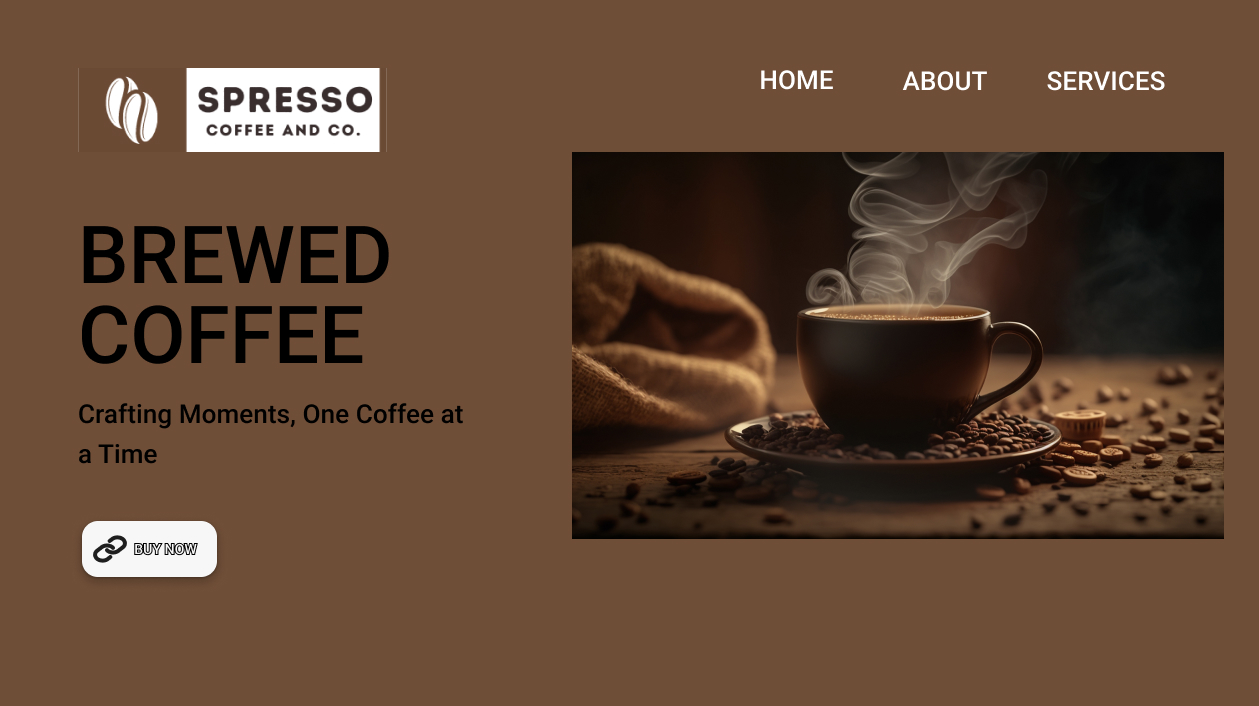 SPRESSO
COFFEE AND CO.
HOME ABOUT SERVICES
BREWED
COFFEE
Crafting Moments, One Coffee at
a Time
BUY NOW